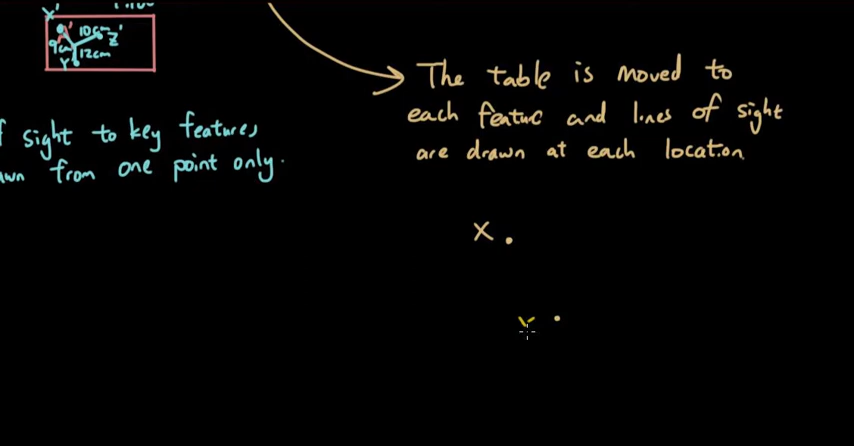 X'
10cm Z'
9cm
12cm
Y'
sight to key features
from one point only.
The table is moved to
each featuc and lines of sight
are drawn at each location
X .